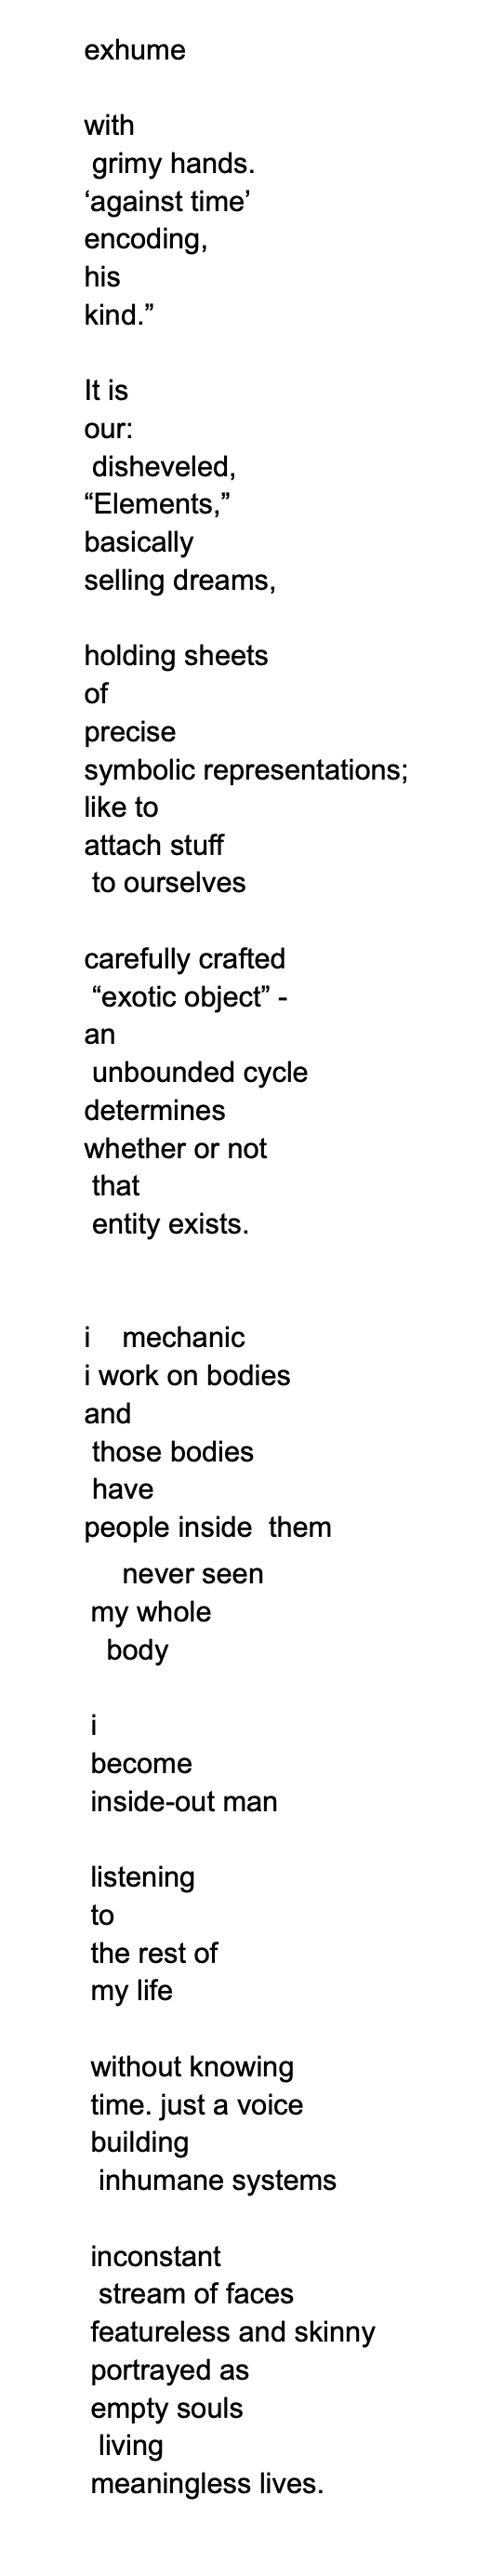 exhume
with
grimy hands.
‘against time’
encoding,
his
kind.”
It is
our:
disheveled,
“Elements,”
basically
selling dreams,
holding sheets
of
precise
symbolic representations;
like to
attach stuff
to ourselves
carefully crafted
“exotic object” -
an
unbounded cycle
determines
whether or not
that
entity exists.
i    mechanic
i work on bodies
and
those bodies
have
people inside  them
never seen
my whole
body
i
become
inside-out man
listening
to
the rest of
my life
without knowing
time. just a voice
building
inhumane systems
inconstant
stream of faces
featureless and skinny
portrayed as
empty souls
living
meaningless lives.